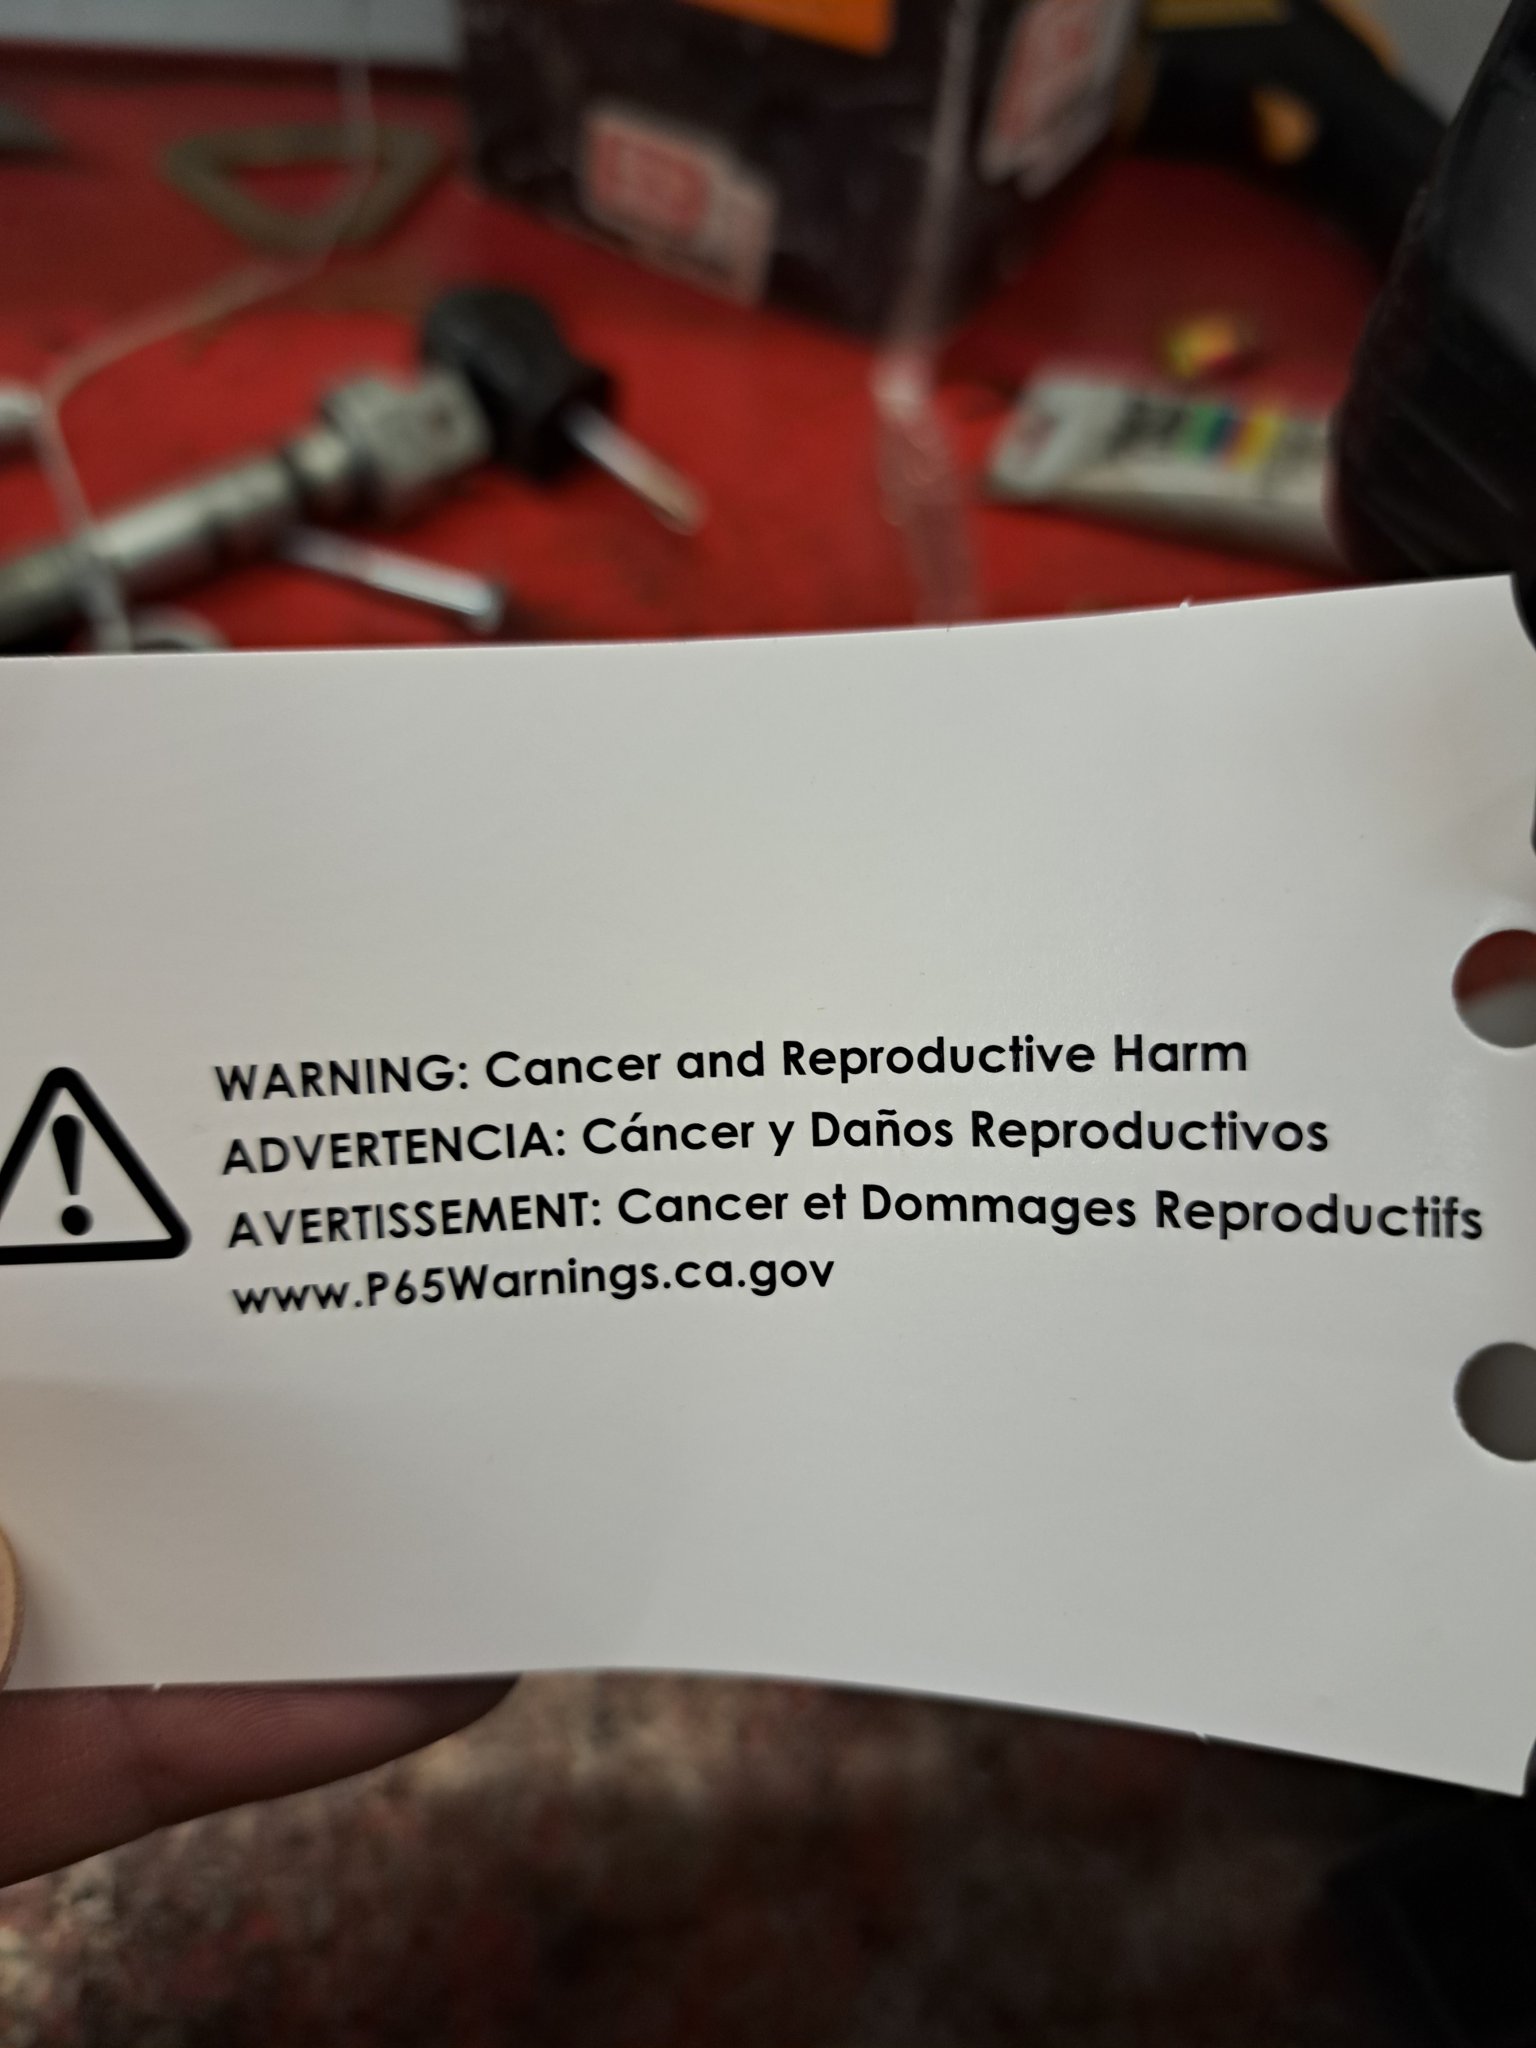 WARNING: Cancer and Reproductive Harm
ADVERTENCIA: Cáncer y Daños Reproductivos
AVERTISSEMENT: Cancer et Dommages Reproductifs
www.P65Warnings.ca.gov